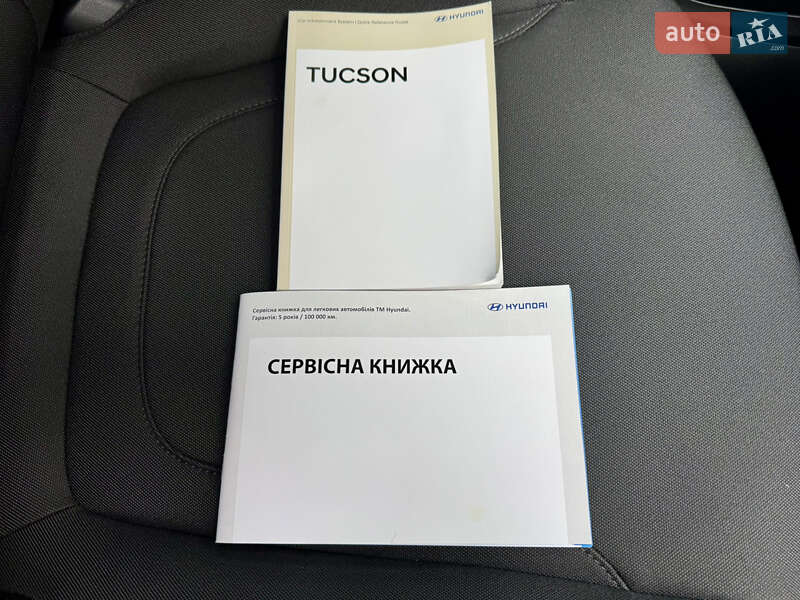 Car Infotainment System | Quick Reference Guide
HYUNDAI
auto RIA .com
TUCSON
Сервісна книжка для легкових автомобілів ТМ Hyundai.
Гарантія: 5 років / 100 000 км.
HYUNDAI
СЕРВІСНА КНИЖКА